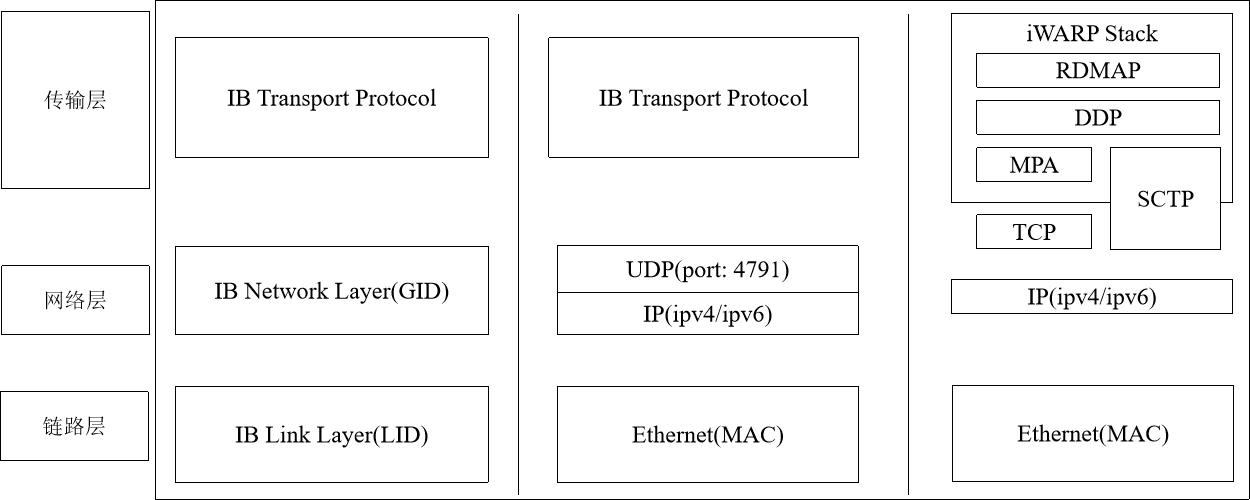 传输层
IB Transport Protocol
IB Transport Protocol
iWARP Stack
RDMAP
DDP
MPA
SCTP
TCP
网络层
IB Network Layer(GID)
UDP(port: 4791)
IP(ipv4/ipv6)
IP(ipv4/ipv6)
链路层
IB Link Layer(LID)
Ethernet(MAC)
Ethernet(MAC)